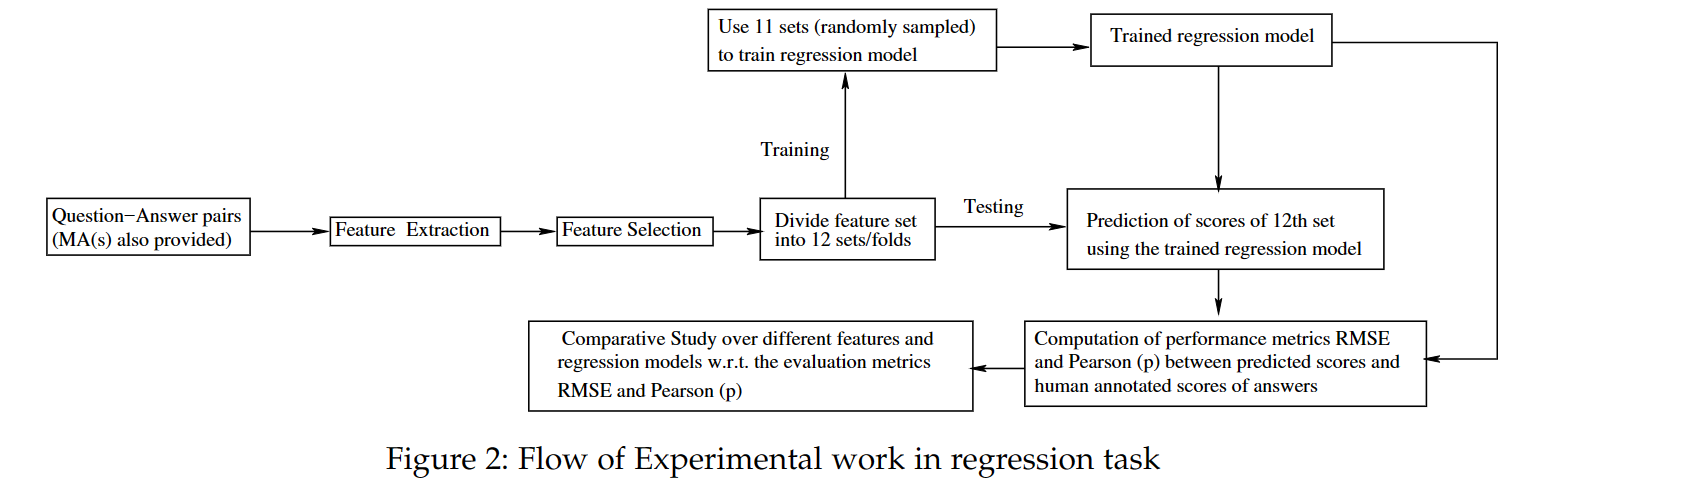 Use 11 sets (randomly sampled)
to train regression model
Trained regression model
Training
Question−Answer pairs
(MA(s) also provided)
Feature Extraction
Feature Selection
Divide feature set
into 12 sets/folds
Testing
Prediction of scores of 12th set
using the trained regression model
Computation of performance metrics RMSE
and Pearson (p) between predicted scores and
human annotated scores of answers
Comparative Study over different features and
regression models w.r.t. the evaluation metrics
RMSE and Pearson (p)
Figure 2: Flow of Experimental work in regression task